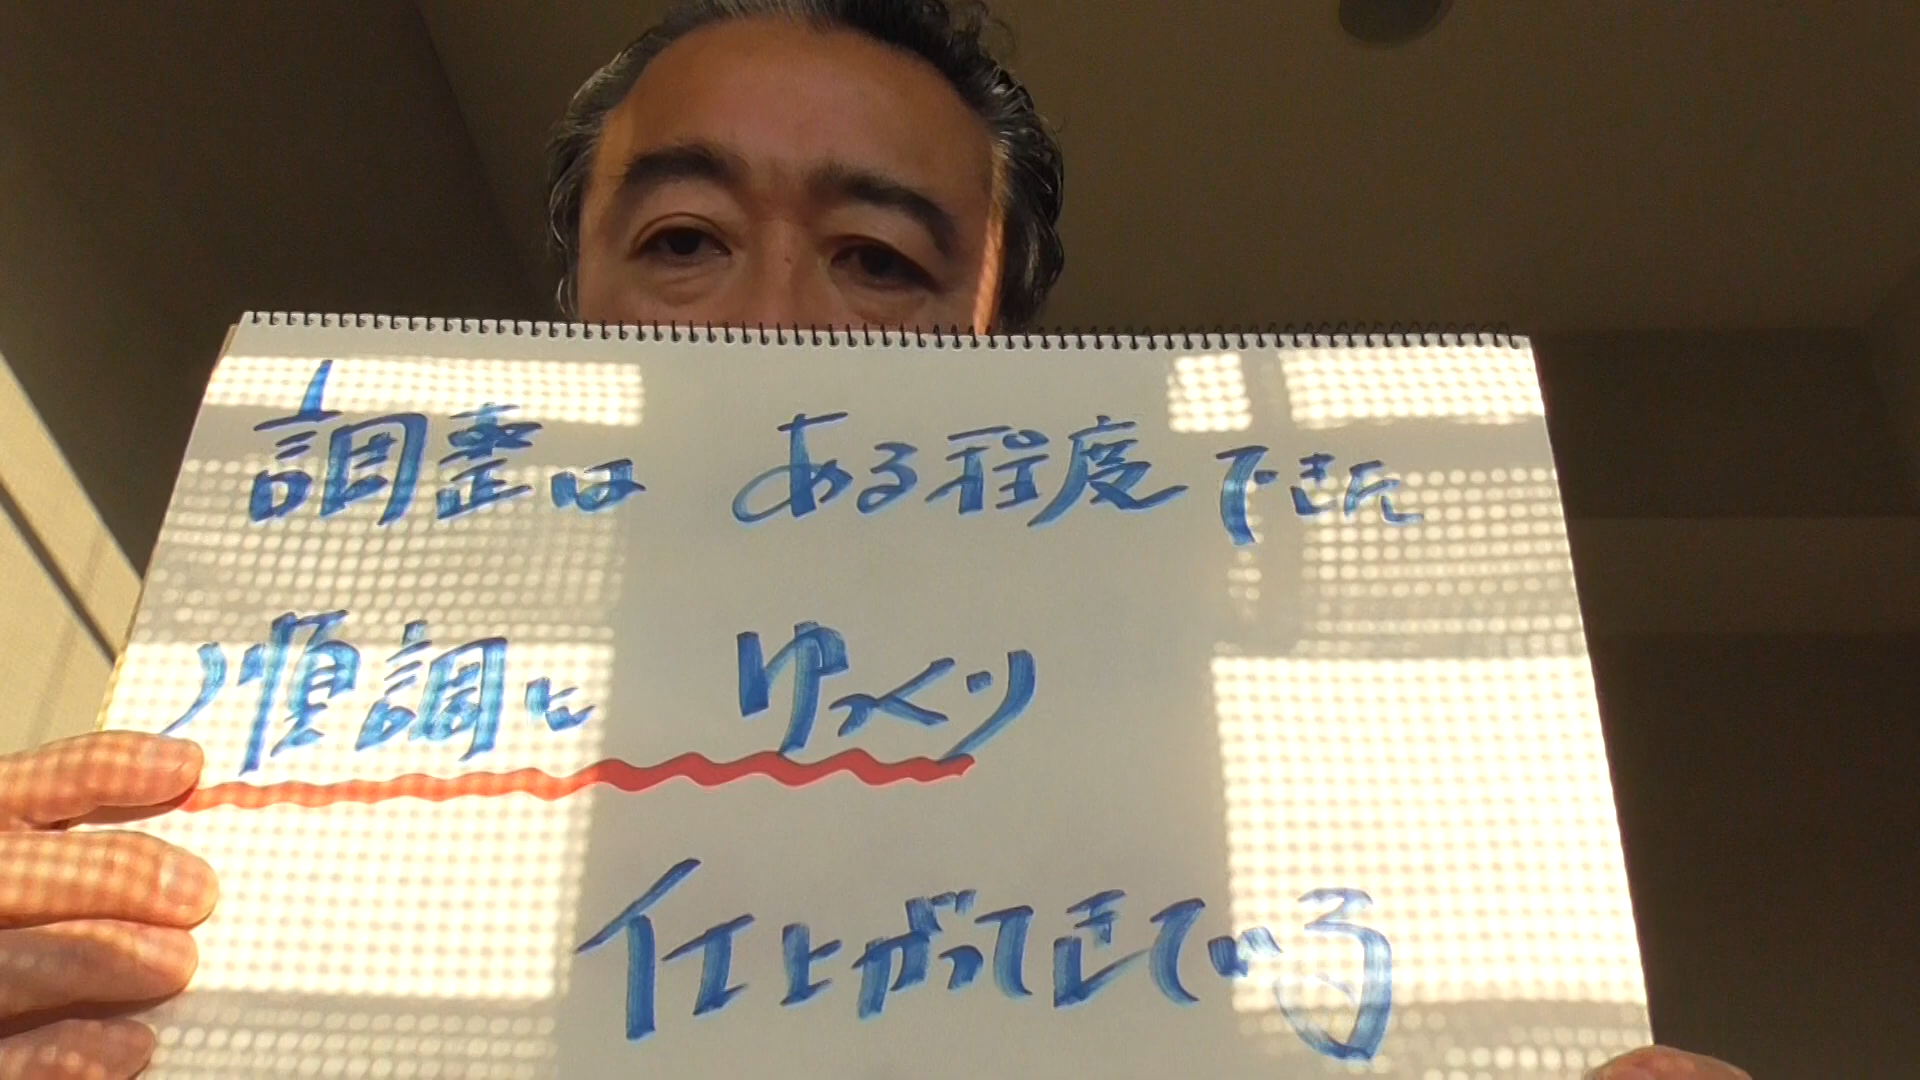 調整は ある程度できた
順調に ゆっくり
仕上がってきている